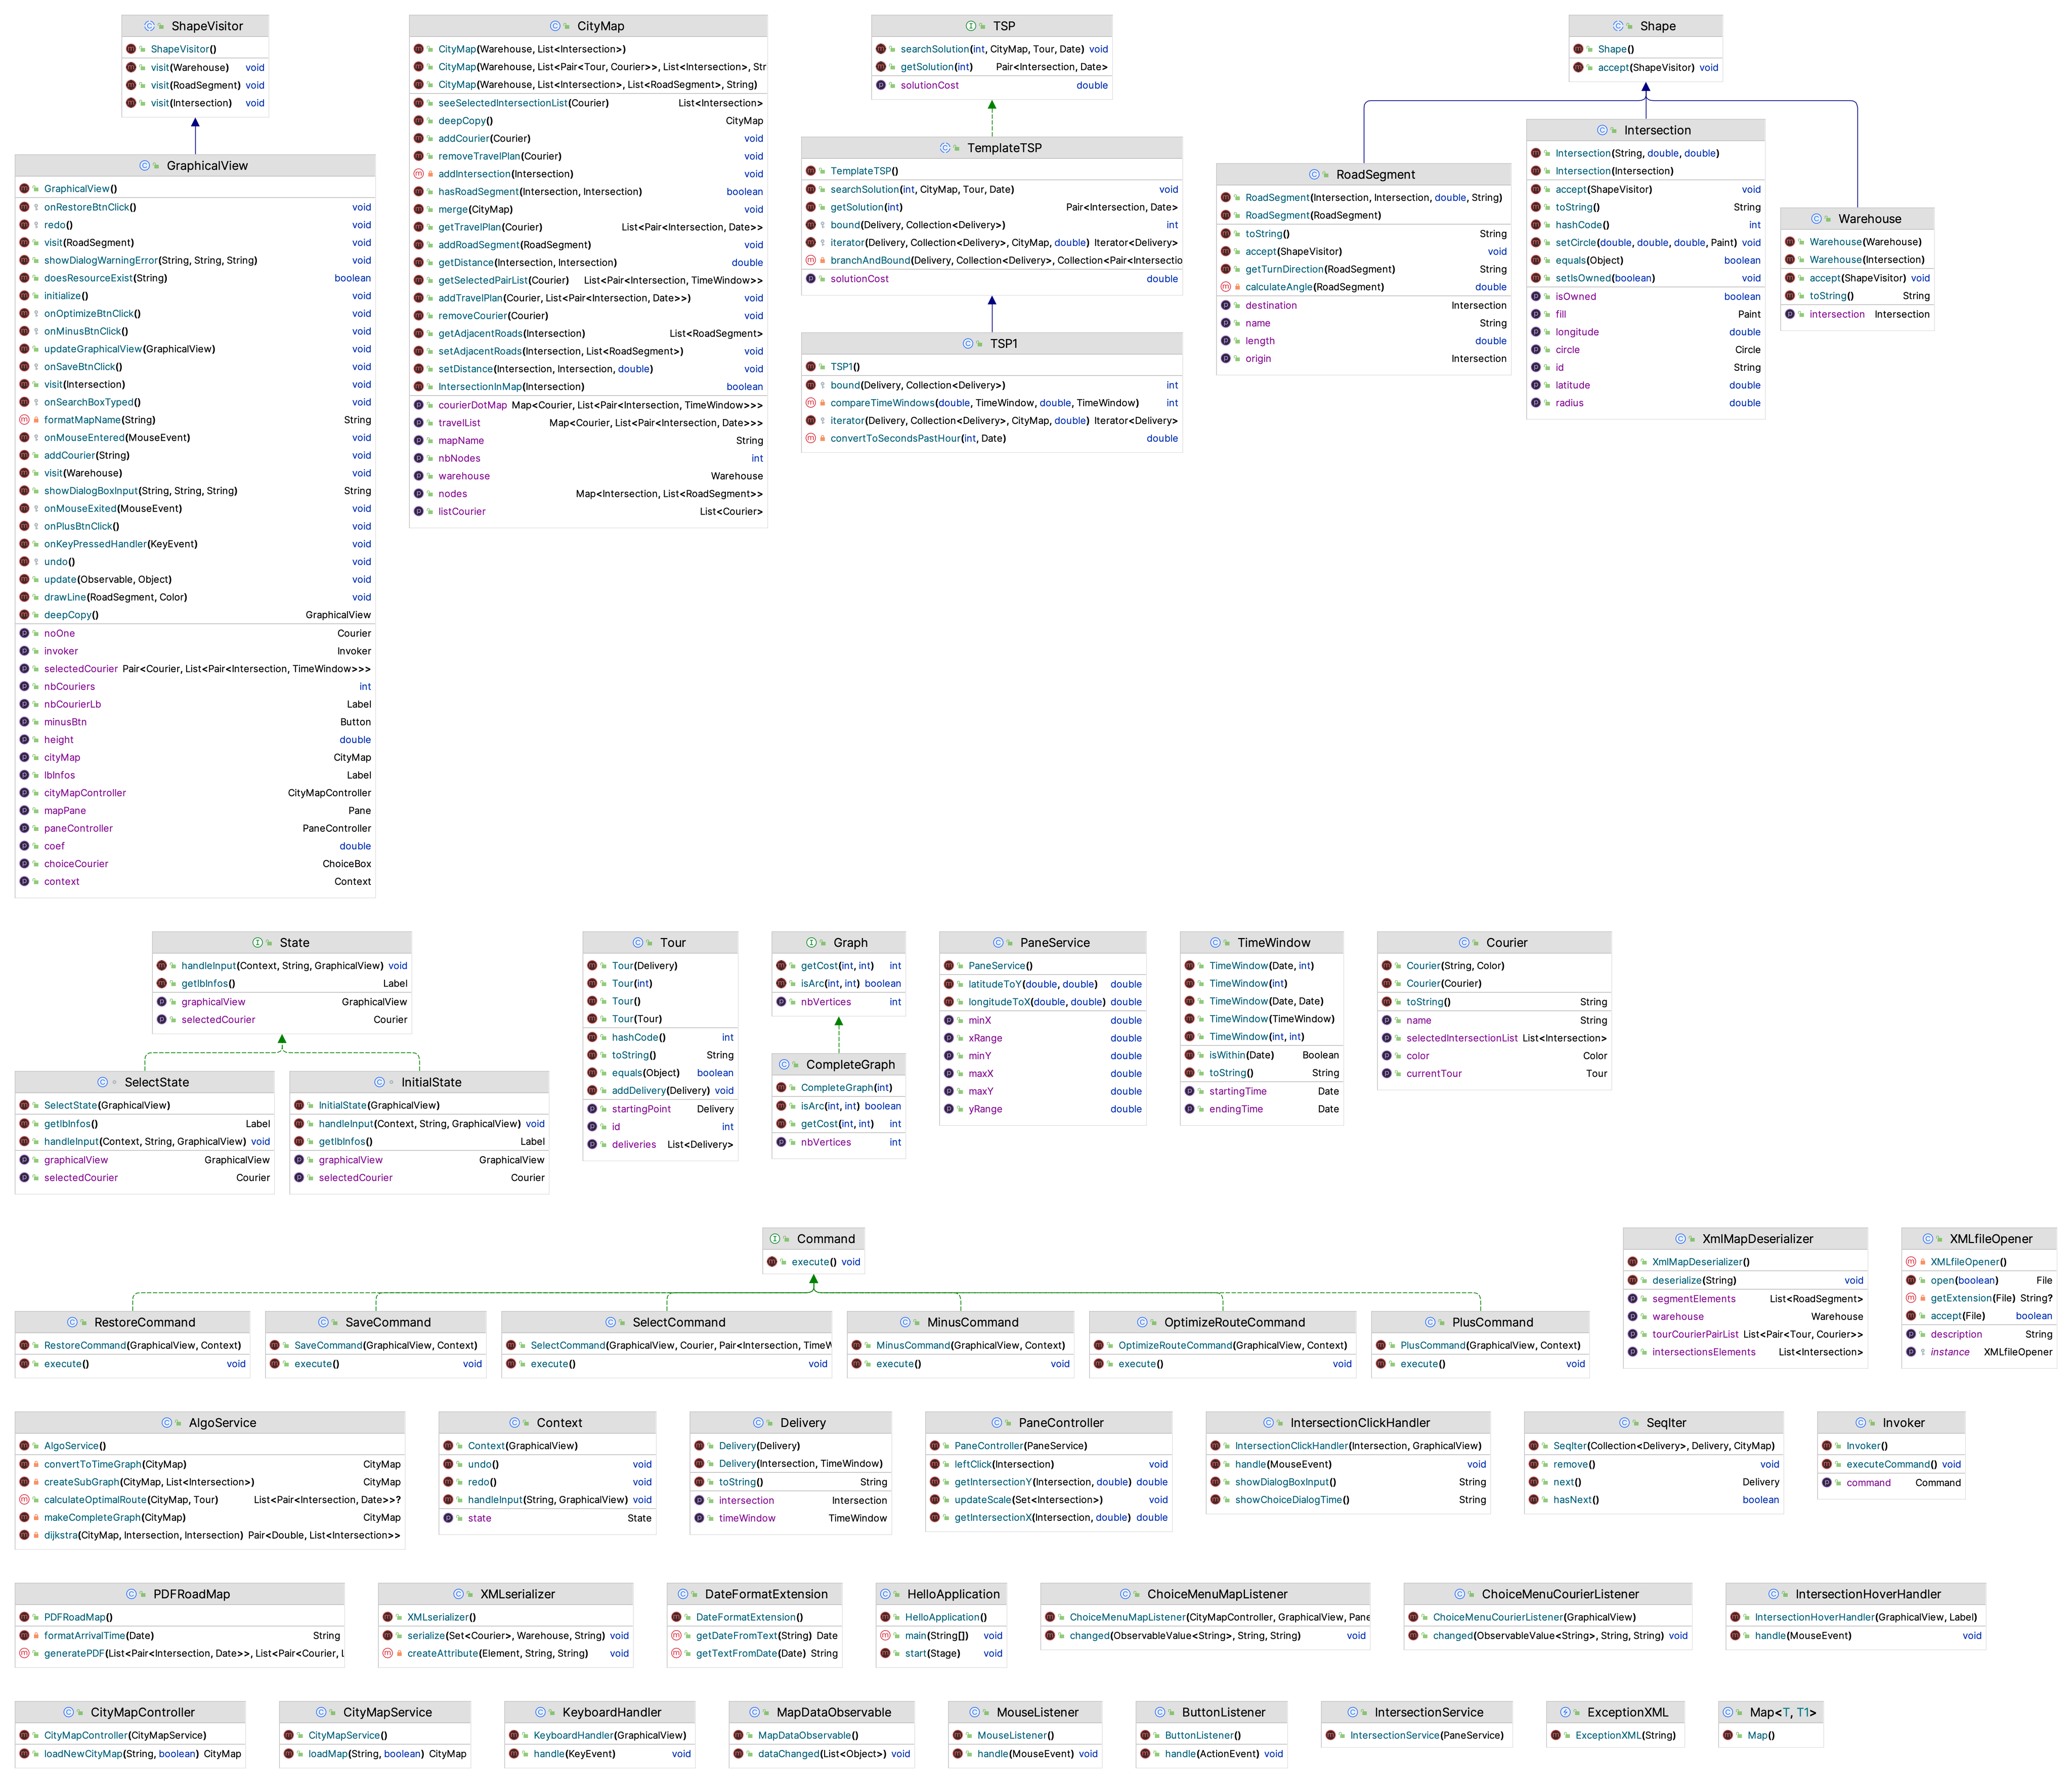 ShapeVisitor
ShapeVisitor()
visit(Warehouse) void
visit(RoadSegment) void
visit(Intersection) void
GraphicalView
GraphicalView()
onRestoreBtnClick() void
redo() void
visit(RoadSegment) void
showDialogWarningError(String, String, String) void
doesResourceExist(String) boolean
initialize() void
onOptimizeBtnClick() void
onMinusBtnClick() void
updateGraphicalView(GraphicalView) void
onSaveBtnClick() void
visit(Intersection) void
onSearchBoxTyped() void
formatMapName(String) String
onMouseEntered(MouseEvent) void
addCourier(String) void
visit(Warehouse) void
showDialogBoxInput(String, String, String) String
onMouseExited(MouseEvent) void
onPlusBtnClick() void
onKeyPressedHandler(KeyEvent) void
undo() void
update(Observable, Object) void
drawLine(RoadSegment, Color) void
deepCopy() GraphicalView
noOne Courier
invoker Invoker
selectedCourier Pair<Courier, List<Pair<Intersection, TimeWindow>>>
nbCouriers int
nbCourierLb Label
minusBtn Button
height double
cityMap CityMap
lbInfos Label
cityMapController CityMapController
mapPane Pane
paneController PaneController
coef double
choiceCourier ChoiceBox
context Context
CityMap
CityMap(Warehouse, List<Intersection>)
CityMap(Warehouse, List<Pair<Tour, Courier>>, List<Intersection>, Str
CityMap(Warehouse, List<Intersection>, List<RoadSegment>, String)
seeSelectedIntersectionList(Courier) List<Intersection>
deepCopy() CityMap
addCourier(Courier) void
removeTravelPlan(Courier) void
addIntersection(Intersection) void
hasRoadSegment(Intersection, Intersection) boolean
merge(CityMap) void
getTravelPlan(Courier) List<Pair<Intersection, Date>>
addRoadSegment(RoadSegment) void
getDistance(Intersection, Intersection) double
getSelectedPairList(Courier) List<Pair<Intersection, TimeWindow>>
addTravelPlan(Courier, List<Pair<Intersection, Date>>) void
removeCourier(Courier) void
getAdjacentRoads(Intersection) List<RoadSegment>
setAdjacentRoads(Intersection, List<RoadSegment>) void
setDistance(Intersection, Intersection, double) void
IntersectionInMap(Intersection) boolean
courierDotMap Map<Courier, List<Pair<Intersection, TimeWindow>>>
travelList Map<Courier, List<Pair<Intersection, Date>>>
mapName String
nbNodes int
warehouse Warehouse
nodes Map<Intersection, List<RoadSegment>>
listCourier List<Courier>
TSP
searchSolution(int, CityMap, Tour, Date) void
getSolution(int) Pair<Intersection, Date>
solutionCost double
TemplateTSP
TemplateTSP()
searchSolution(int, CityMap, Tour, Date) void
getSolution(int) Pair<Intersection, Date>
bound(Delivery, Collection<Delivery>) int
iterator(Delivery, Collection<Delivery>, CityMap, double) Iterator<Delivery>
branchAndBound(Delivery, Collection<Delivery>, Collection<Pair<Intersectio
solutionCost double
TSP1
TSP1()
bound(Delivery, Collection<Delivery>) int
compareTimeWindows(double, TimeWindow, double, TimeWindow) int
iterator(Delivery, Collection<Delivery>, CityMap, double) Iterator<Delivery>
convertToSecondsPastHour(int, Date) double
Shape
Shape()
accept(ShapeVisitor) void
RoadSegment
RoadSegment(Intersection, Intersection, double, String)
RoadSegment(RoadSegment)
toString() String
accept(ShapeVisitor) void
getTurnDirection(RoadSegment) String
calculateAngle(RoadSegment) double
destination Intersection
name String
length double
origin Intersection
Intersection
Intersection(String, double, double)
Intersection(Intersection)
accept(ShapeVisitor) void
toString() String
hashCode() int
setCircle(double, double, double, Paint) void
equals(Object) boolean
setIsOwned(boolean) void
isOwned boolean
fill Paint
longitude double
circle Circle
id String
latitude double
radius double
Warehouse
Warehouse(Warehouse)
Warehouse(Intersection)
accept(ShapeVisitor) void
toString() String
intersection Intersection
State
handleInput(Context, String, GraphicalView) void
getlbInfos() Label
graphicalView GraphicalView
selectedCourier Courier
SelectState
SelectState(GraphicalView)
getlbInfos() Label
handleInput(Context, String, GraphicalView) void
graphicalView GraphicalView
selectedCourier Courier
InitialState
InitialState(GraphicalView)
handleInput(Context, String, GraphicalView) void
getlbInfos() Label
graphicalView GraphicalView
selectedCourier Courier
Tour
Tour(Delivery)
Tour(int)
Tour()
Tour(Tour)
hashCode() int
toString() String
equals(Object) boolean
addDelivery(Delivery) void
startingPoint Delivery
id int
deliveries List<Delivery>
Graph
getCost(int, int) int
isArc(int, int) boolean
nbVertices int
CompleteGraph
CompleteGraph(int)
isArc(int, int) boolean
getCost(int, int) int
nbVertices int
PaneService
PaneService()
latitudeToY(double, double) double
longitudeToX(double, double) double
minX double
xRange double
minY double
maxX double
maxY double
yRange double
TimeWindow
TimeWindow(Date, int)
TimeWindow(int)
TimeWindow(Date, Date)
TimeWindow(TimeWindow)
TimeWindow(int, int)
isWithin(Date) Boolean
toString() String
startingTime Date
endingTime Date
Courier
Courier(String, Color)
Courier(Courier)
toString() String
name String
selectedIntersectionList List<Intersection>
color Color
currentTour Tour
Command
execute() void
RestoreCommand
RestoreCommand(GraphicalView, Context)
execute() void
SaveCommand
SaveCommand(GraphicalView, Context)
execute() void
SelectCommand
SelectCommand(GraphicalView, Courier, Pair<Intersection, TimeW
execute() void
MinusCommand
MinusCommand(GraphicalView, Context)
execute() void
OptimizeRouteCommand
OptimizeRouteCommand(GraphicalView, Context)
execute() void
PlusCommand
PlusCommand(GraphicalView, Context)
execute() void
XmlMapDeserializer
XmlMapDeserializer()
deserialize(String) void
segmentElements List<RoadSegment>
warehouse Warehouse
tourCourierPairList List<Pair<Tour, Courier>>
intersectionsElements List<Intersection>
XMLfileOpener
XMLfileOpener()
open(boolean) File
getExtension(File) String?
accept(File) boolean
description String
instance XMLfileOpener
AlgoService
AlgoService()
convertToTimeGraph(CityMap) CityMap
createSubGraph(CityMap, List<Intersection>) CityMap
calculateOptimalRoute(CityMap, Tour) List<Pair<Intersection, Date>>?
makeCompleteGraph(CityMap) CityMap
dijkstra(CityMap, Intersection, Intersection) Pair<Double, List<Intersection>>
Context
Context(GraphicalView)
undo() void
redo() void
handleInput(String, GraphicalView) void
state State
Delivery
Delivery(Delivery)
Delivery(Intersection, TimeWindow)
toString() String
intersection Intersection
timeWindow TimeWindow
PaneController
PaneController(PaneService)
leftClick(Intersection) void
getIntersectionY(Intersection, double) double
updateScale(Set<Intersection>) void
getIntersectionX(Intersection, double) double
IntersectionClickHandler
IntersectionClickHandler(Intersection, GraphicalView)
handle(MouseEvent) void
showDialogBoxInput() String
showChoiceDialogTime() String
SeqIter
SeqIter(Collection<Delivery>, Delivery, CityMap)
remove() void
next() Delivery
hasNext() boolean
Invoker
Invoker()
executeCommand() void
command Command
PDFRoadMap
PDFRoadMap()
formatArrivalTime(Date) String
generatePDF(List<Pair<Intersection, Date>>, List<Pair<Courier, L
XMLserializer
XMLserializer()
serialize(Set<Courier>, Warehouse, String) void
createAttribute(Element, String, String) void
DateFormatExtension
DateFormatExtension()
getDateFromText(String) Date
getTextFromDate(Date) String
HelloApplication
HelloApplication()
main(String[]) void
start(Stage) void
ChoiceMenuMapListener
ChoiceMenuMapListener(CityMapController, GraphicalView, Pane
changed(ObservableValue<String>, String, String) void
ChoiceMenuCourierListener
ChoiceMenuCourierListener(GraphicalView)
changed(ObservableValue<String>, String, String) void
IntersectionHoverHandler
IntersectionHoverHandler(GraphicalView, Label)
handle(MouseEvent) void
CityMapController
CityMapController(CityMapService)
loadNewCityMap(String, boolean) CityMap
CityMapService
CityMapService()
loadMap(String, boolean) CityMap
KeyboardHandler
KeyboardHandler(GraphicalView)
handle(KeyEvent) void
MapDataObservable
MapDataObservable()
dataChanged(List<Object>) void
MouseListener
MouseListener()
handle(MouseEvent) void
ButtonListener
ButtonListener()
handle(ActionEvent) void
IntersectionService
IntersectionService(PaneService)
ExceptionXML
ExceptionXML(String)
Map<T, T1>
Map()